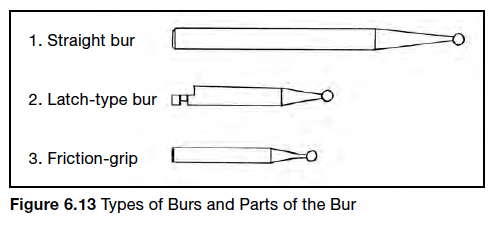 1. Straight bur
2. Latch-type bur
3. Friction-grip
Figure 6.13 Types of Burs and Parts of the Bur